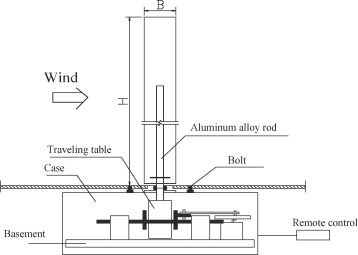 B
Wind
H
Aluminum alloy rod
Traveling table
Bolt
Case
Remote control
Basement